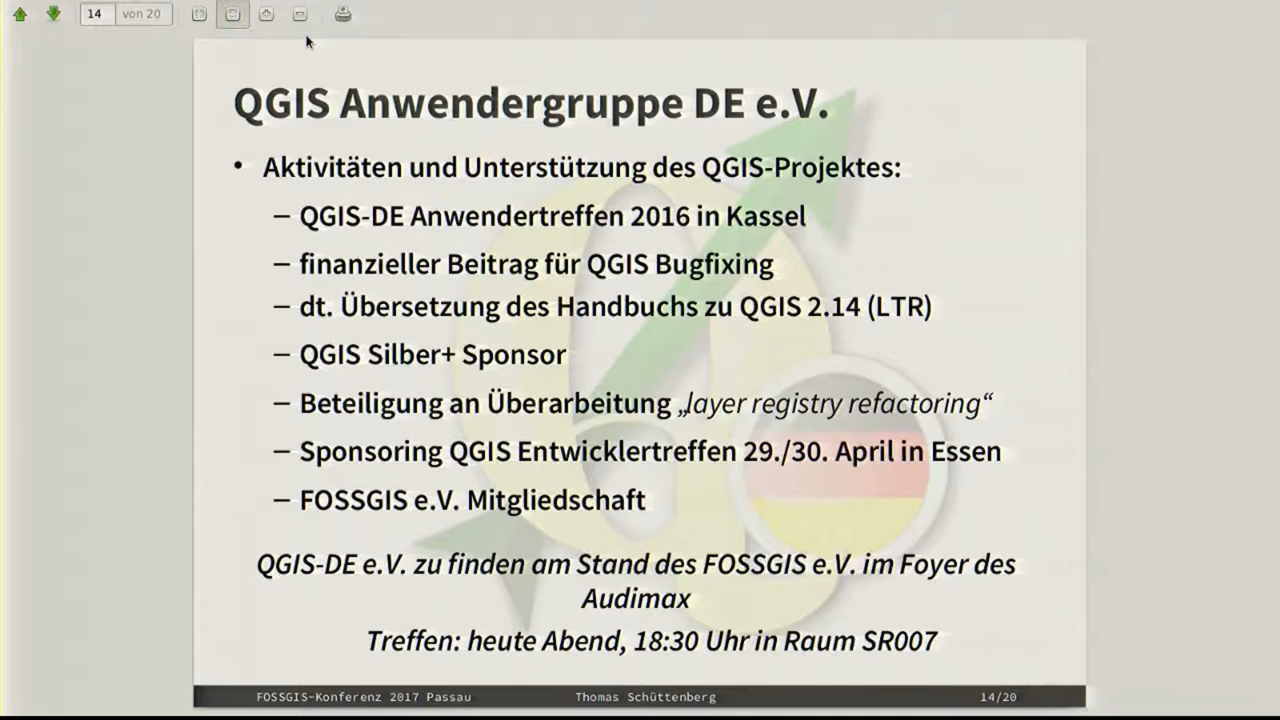 14 von 20
QGIS Anwendergruppe DE e.V.
• Aktivitäten und Unterstützung des QGIS-Projektes:
– QGIS-DE Anwendertreffen 2016 in Kassel
– finanzieller Beitrag für QGIS Bugfixing
– dt. Übersetzung des Handbuchs zu QGIS 2.14 (LTR)
– QGIS Silber+ Sponsor
– Beteiligung an Überarbeitung „layer registry refactoring“
– Sponsoring QGIS Entwicklertreffen 29./30. April in Essen
– FOSSGIS e.V. Mitgliedschaft
QGIS-DE e.V. zu finden am Stand des FOSSGIS e.V. im Foyer des
Audimax
Treffen: heute Abend, 18:30 Uhr in Raum SR007
FOSSGIS-Konferenz 2017 Passau Thomas Schüttenberg 14/20